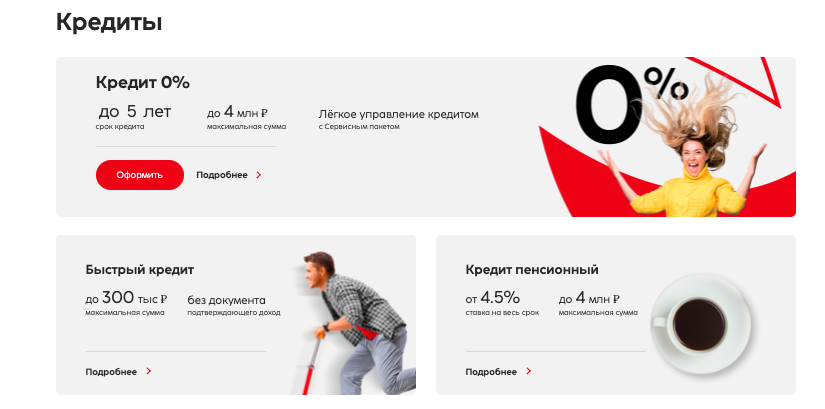 Кредиты
Кредит 0%
до 5 лет
срок кредита
до 4 млн ₽
максимальная сумма
Лёгкое управление кредитом
с Сервисным пакетом
Оформить
Подробнее
0%
Быстрый кредит
до 300 тыс ₽
максимальная сумма
без документа
подтверждающего доход
Подробнее
Кредит пенсионный
от 4.5%
ставка на весь срок
до 4 млн ₽
максимальная сумма
Подробнее